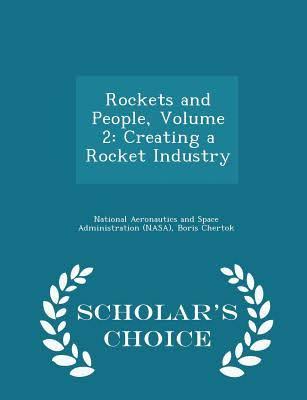 Rockets and
People, Volume
2: Creating a
Rocket Industry
National Aeronautics and Space
Administration (NASA), Boris Chertok
SCHOLAR'S
CHOICE